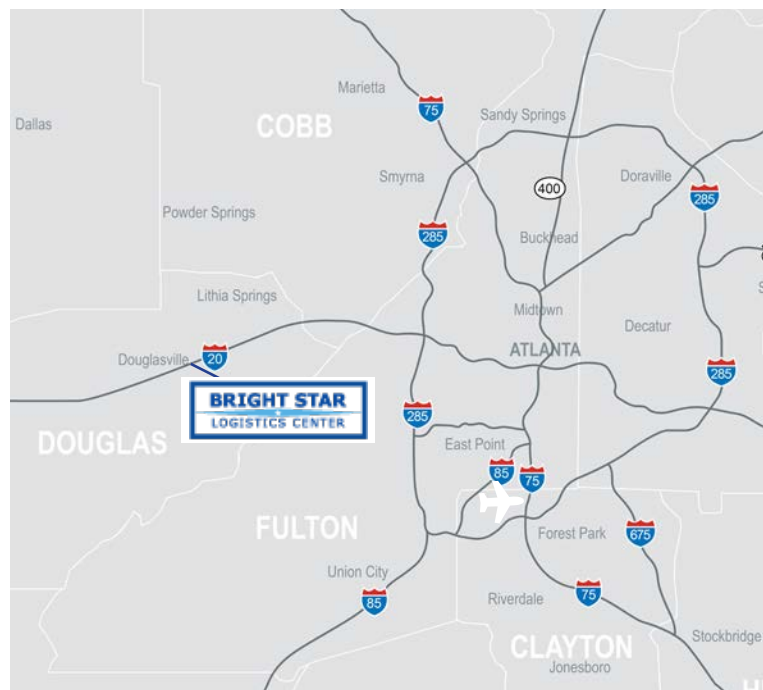 Marietta
75
Sandy Springs
Dallas
COBB
Smyrna
400
Doraville
285
Powder Springs
285
Buckhead
Lithia Springs
Midtown
Decatur
Douglasville
20
ATLANTA
285
BRIGHT STAR
LOGISTICS CENTER
285
DOUGLAS
East Point
85
75
FULTON
Forest Park
675
Union City
85
Riverdale
75
CLAYTON
Stockbridge
Jonesboro